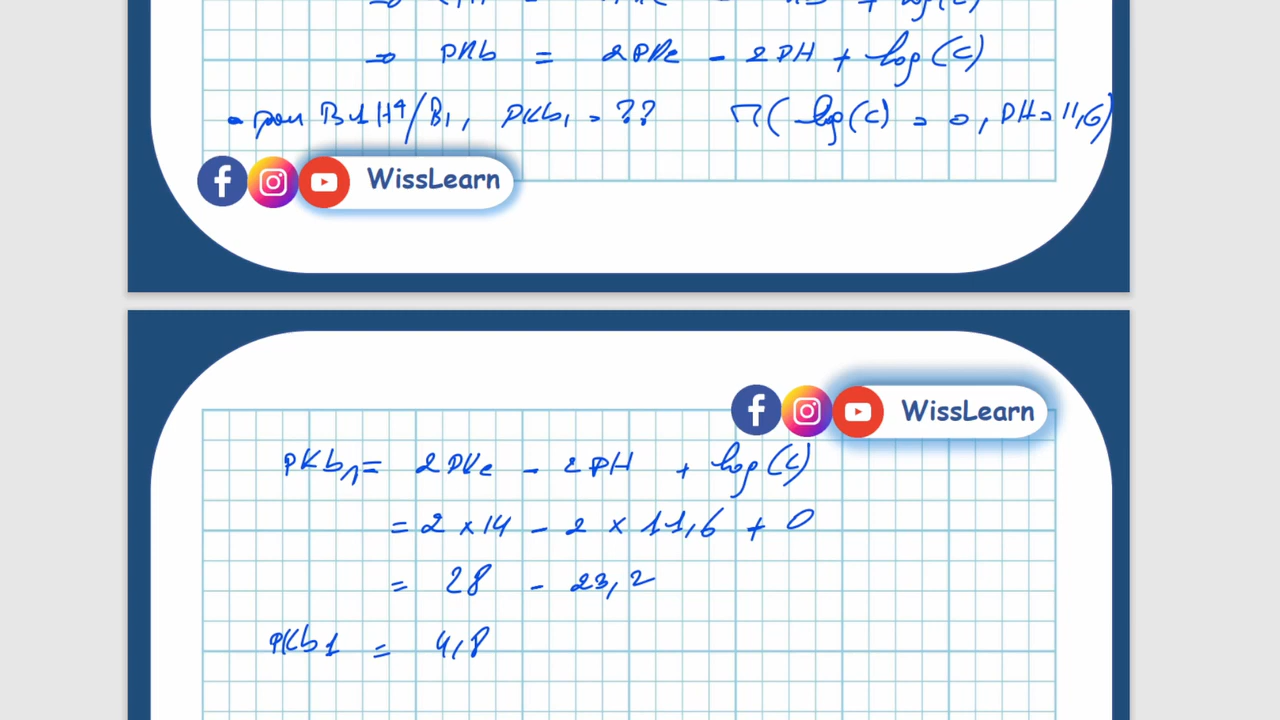 => pKb = 2PKe - 2PH + log(C)
- pour B1H⁺/B1, PKb1 = ?? M( log(C) = 0, PH = 11,6)
WissLearn
WissLearn
PKb1 = 2PKe - 2PH + log(C)
= 2 × 14 - 2 × 11,6 + 0
= 28 - 23,2
PKb1 = 4,8